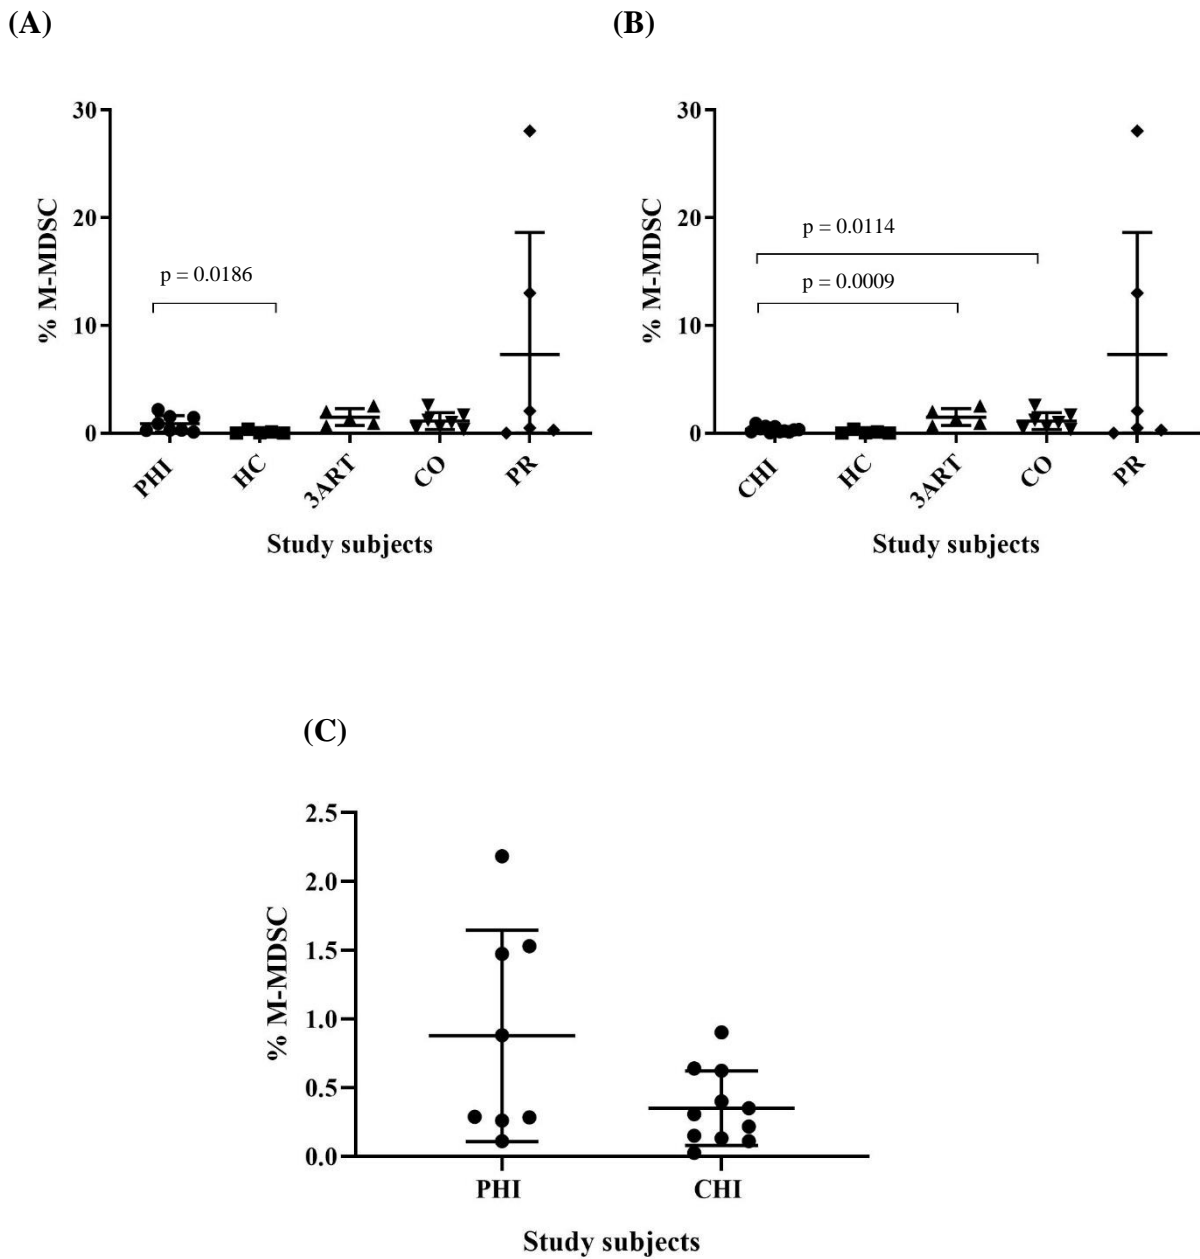 (A)
30
20
10
0
% M-MDSC
p = 0.0186
PHI
HC
3ART
CO
PR
Study subjects
(B)
30
20
10
0
% M-MDSC
p = 0.0114
p = 0.0009
CHI
HC
3ART
CO
PR
Study subjects
(C)
2.5
2.0
1.5
1.0
0.5
0.0
% M-MDSC
PHI
CHI
Study subjects